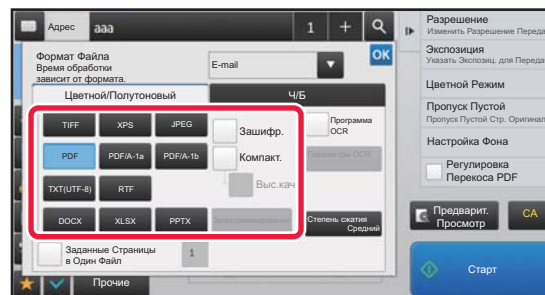 Адрес aaa 1 +
Формат Файла
Время обработки
зависит от формата.
E-mail
OK
Цветной/Полутоновый
Ч/Б
TIFF XPS JPEG
Зашифр.
Программа
OCR
PDF PDF/A-1a PDF/A-1b
Компакт.
Параметры OCR
TXT(UTF-8) RTF
Выс.кач
DOCX XLSX PPTX
Запрограммировано
Степень сжатия
Средний
Заданные Страницы
в Один Файл
1
Прочие
Разрешение
Изменить Разрешение Переда
Экспозиция
Указать Экспозиц. для Переда
Цветной Режим
Пропуск Пустой
Пропуск Пустой Стр. Оригинал
Настройка Фона
Регулировка
Перекоса PDF
Предварит.
Просмотр
CA
Старт